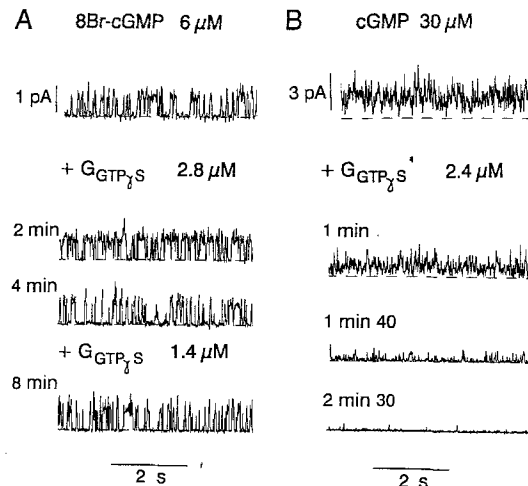 A
8Br-cGMP 6 µM
1 pA
+ GGTPγS 2.8 µM
2 min
4 min
+ GGTPγS 1.4 µM
8 min
2 s
B
cGMP 30 µM
3 pA
+ GGTPγS 2.4 µM
1 min
1 min 40
2 min 30
2 s